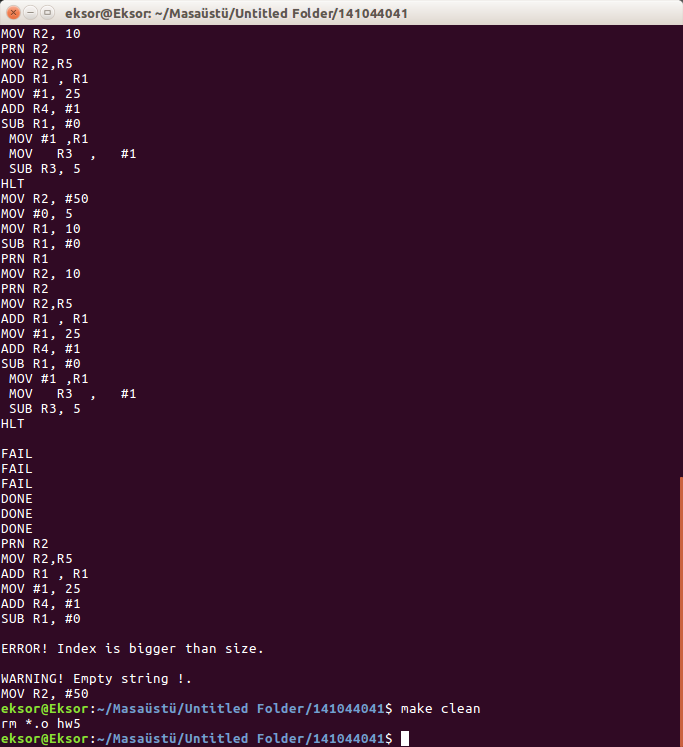 eksor@Eksor: ~/Masaüstü/Untitled Folder/141044041
MOV R2, 10
PRN R2
MOV R2,R5
ADD R1 , R1
MOV #1, 25
ADD R4, #1
SUB R1, #0
 MOV #1 ,R1
 MOV   R3  ,   #1
 SUB R3, 5
HLT
MOV R2, #50
MOV #0, 5
MOV R1, 10
SUB R1, #0
PRN R1
MOV R2, 10
PRN R2
MOV R2,R5
ADD R1 , R1
MOV #1, 25
ADD R4, #1
SUB R1, #0
 MOV #1 ,R1
 MOV   R3  ,   #1
 SUB R3, 5
HLT

FAIL
FAIL
FAIL
DONE
DONE
DONE
PRN R2
MOV R2,R5
ADD R1 , R1
MOV #1, 25
ADD R4, #1
SUB R1, #0

ERROR! Index is bigger than size.

WARNING! Empty string !.
MOV R2, #50
eksor@Eksor:~/Masaüstü/Untitled Folder/141044041$ make clean
rm *.o hw5
eksor@Eksor:~/Masaüstü/Untitled Folder/141044041$